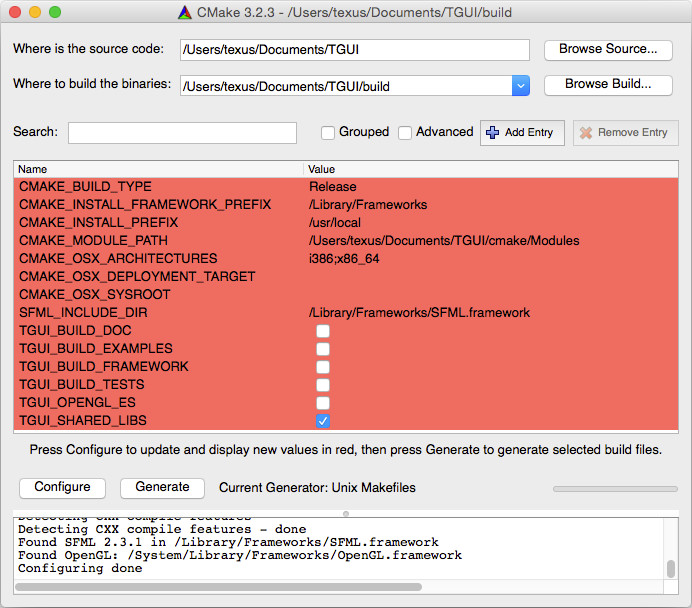 CMake 3.2.3 - /Users/texus/Documents/TGUI/build
Where is the source code: /Users/texus/Documents/TGUI Browse Source...
Where to build the binaries: /Users/texus/Documents/TGUI/build Browse Build...
Search: Grouped Advanced Add Entry Remove Entry
Name Value
CMAKE_BUILD_TYPE Release
CMAKE_INSTALL_FRAMEWORK_PREFIX /Library/Frameworks
CMAKE_INSTALL_PREFIX /usr/local
CMAKE_MODULE_PATH /Users/texus/Documents/TGUI/cmake/Modules
CMAKE_OSX_ARCHITECTURES i386;x86_64
CMAKE_OSX_DEPLOYMENT_TARGET
CMAKE_OSX_SYSROOT
SFML_INCLUDE_DIR /Library/Frameworks/SFML.framework
TGUI_BUILD_DOC
TGUI_BUILD_EXAMPLES
TGUI_BUILD_FRAMEWORK
TGUI_BUILD_TESTS
TGUI_OPENGL_ES
TGUI_SHARED_LIBS
Press Configure to update and display new values in red, then press Generate to generate selected build files.
Configure Generate Current Generator: Unix Makefiles
Detecting CXX compile features
Detecting CXX compile features - done
Found SFML 2.3.1 in /Library/Frameworks/SFML.framework
Found OpenGL: /System/Library/Frameworks/OpenGL.framework
Configuring done